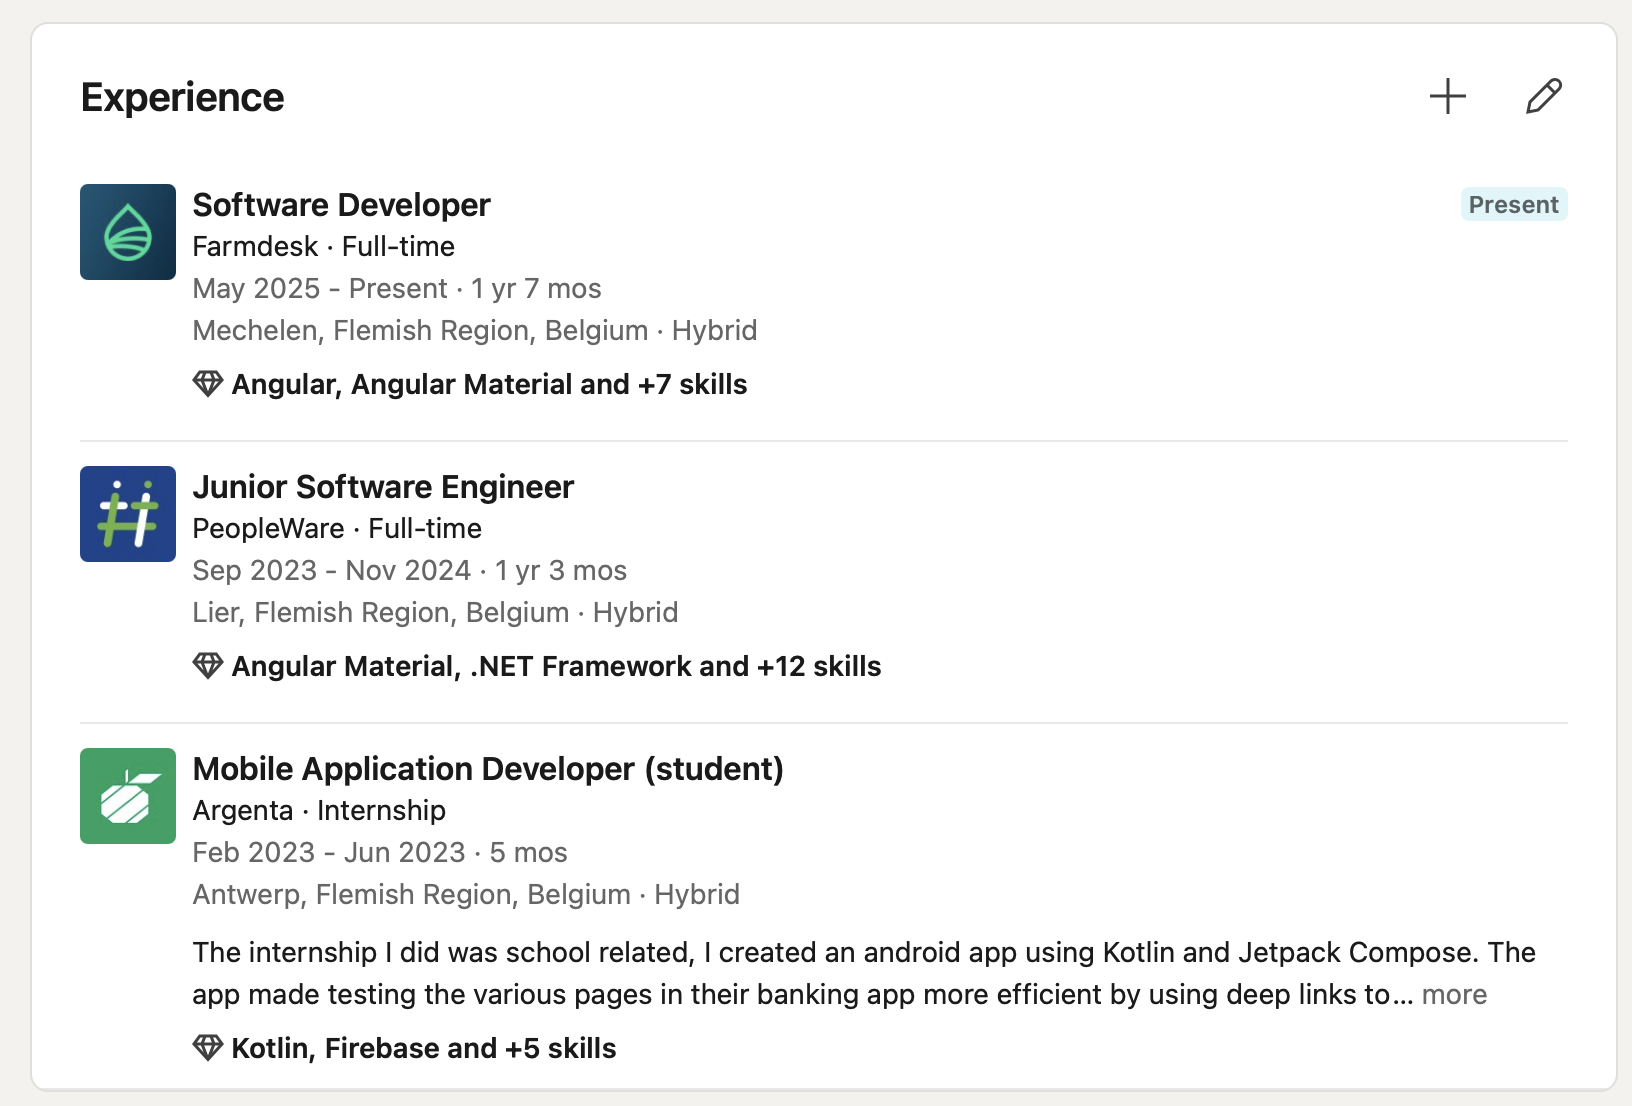 Experience
Software Developer
Present
Farmdesk · Full-time
May 2025 - Present · 1 yr 7 mos
Mechelen, Flemish Region, Belgium · Hybrid
Angular, Angular Material and +7 skills
Junior Software Engineer
PeopleWare · Full-time
Sep 2023 - Nov 2024 · 1 yr 3 mos
Lier, Flemish Region, Belgium · Hybrid
Angular Material, .NET Framework and +12 skills
Mobile Application Developer (student)
Argenta · Internship
Feb 2023 - Jun 2023 · 5 mos
Antwerp, Flemish Region, Belgium · Hybrid
The internship I did was school related, I created an android app using Kotlin and Jetpack Compose. The
app made testing the various pages in their banking app more efficient by using deep links to... more
Kotlin, Firebase and +5 skills